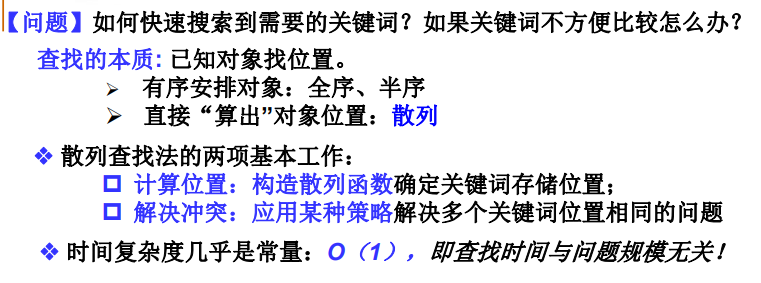 【问题】如何快速搜索到需要的关键词?如果关键词不方便比较怎么办?
查找的本质:已知对象找位置。
➢ 有序安排对象:全序、半序
➢ 直接“算出”对象位置:散列
❖ 散列查找法的两项基本工作:
❑ 计算位置:构造散列函数确定关键词存储位置;
❑ 解决冲突:应用某种策略解决多个关键词位置相同的问题
❖ 时间复杂度几乎是常量:O(1),即查找时间与问题规模无关!